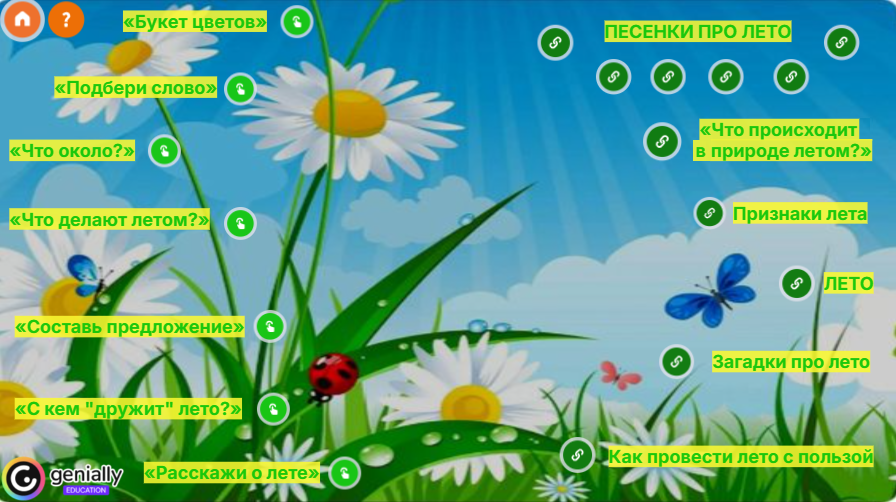 «Букет цветов»
?
«Подбери слово»
«Что около?»
«Что делают летом?»
«Составь предложение»
«С кем "дружит" лето?»
«Расскажи о лете»
genially
EDUCATION
ПЕСЕНКИ ПРО ЛЕТО
«Что происходит
в природе летом?»
Признаки лета
ЛЕТО
Загадки про лето
Как провести лето с пользой